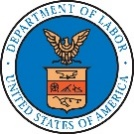 DEPARTMENT OF LABOR
UNITED STATES OF AMERICA